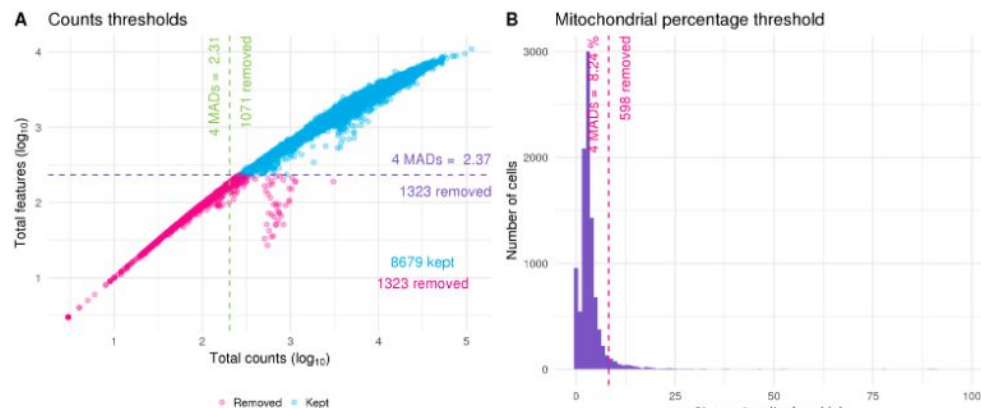 A Counts thresholds
4
3
2
1
Total features (log10)
4 MADs = 2.31
1071 removed
4 MADs = 2.37
1323 removed
8679 kept
1323 removed
1 2 3 4 5
Total counts (log10)
Removed Kept
B Mitochondrial percentage threshold
3000
2000
1000
0
Number of cells
4 MADs = 8.24 %
598 removed
0 25 50 75 100